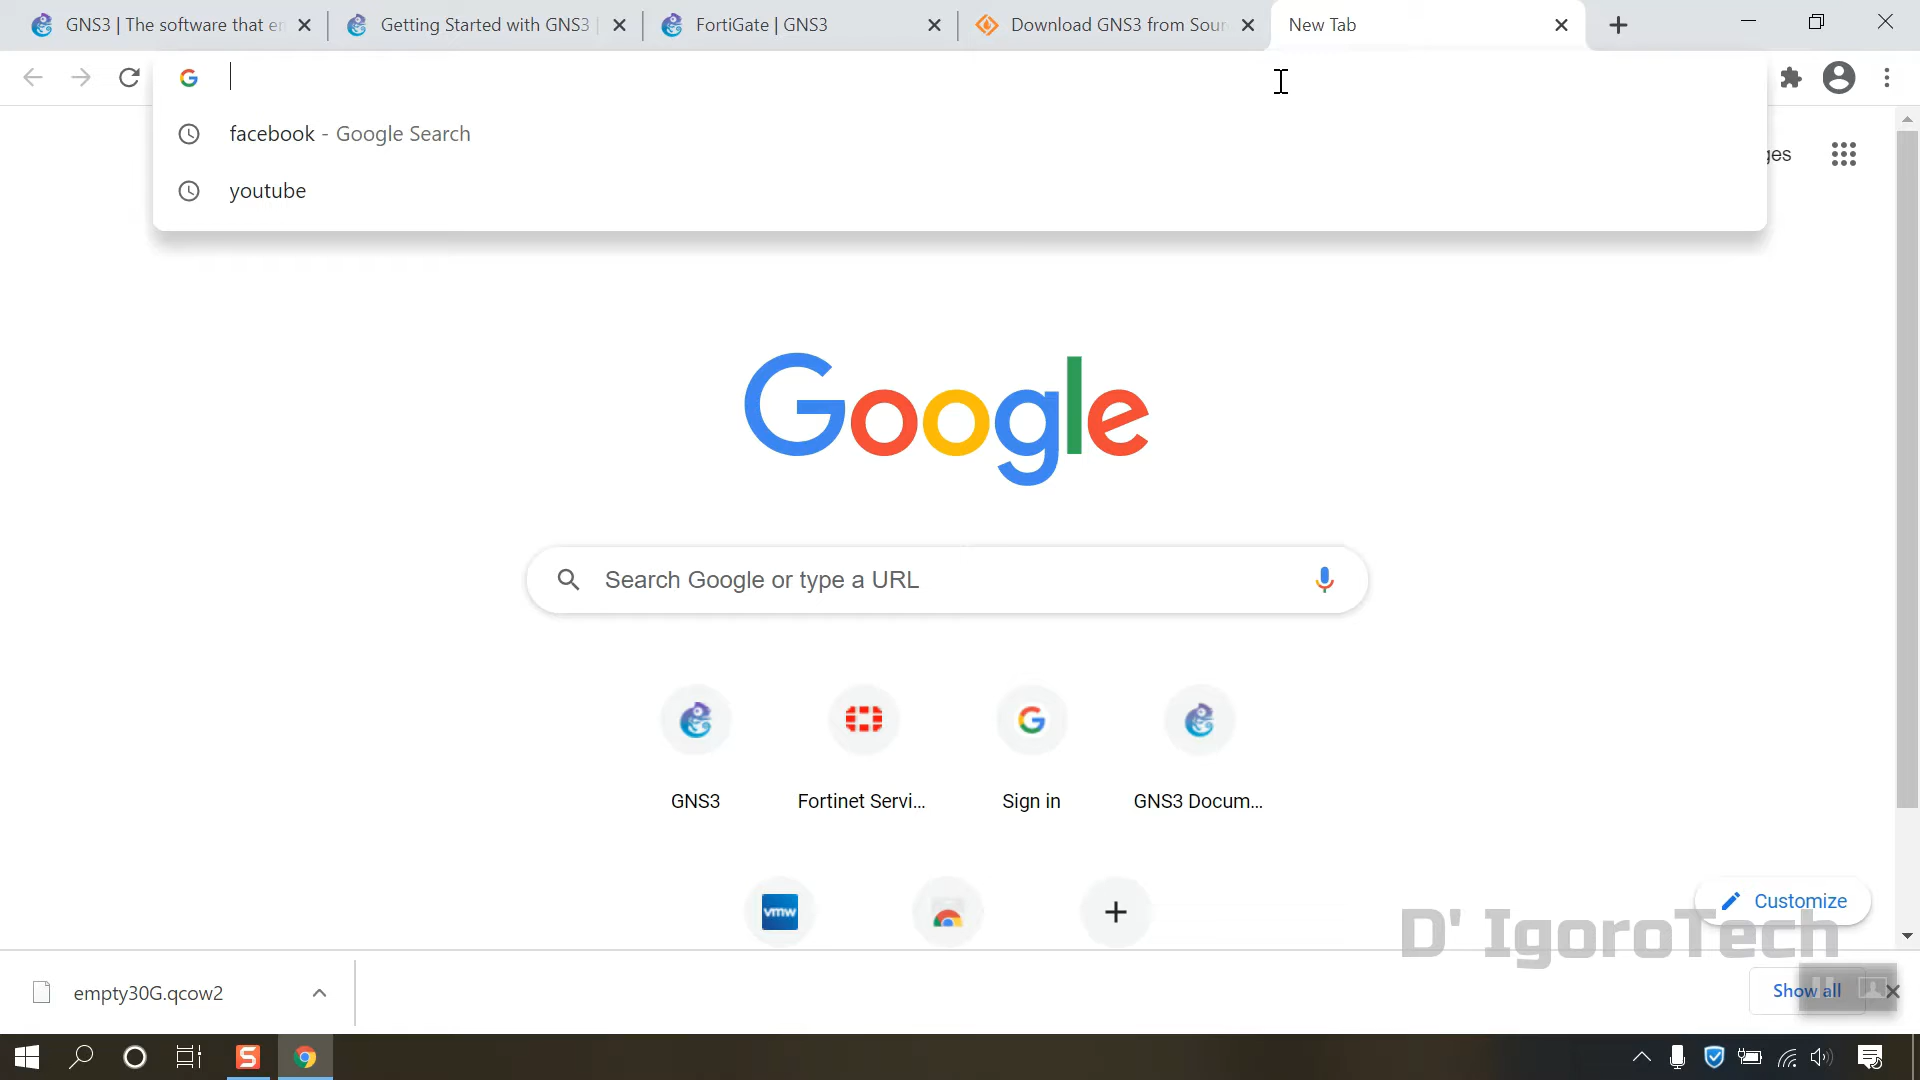 GNS3 | The software that e
Getting Started with GNS3 |
FortiGate | GNS3
Download GNS3 from Sour
New Tab
facebook - Google Search
youtube
ges
Google
Search Google or type a URL
GNS3
Fortinet Servi...
Sign in
GNS3 Docum...
vmw
Customize
D' IgoroTech
empty30G.qcow2
Show all